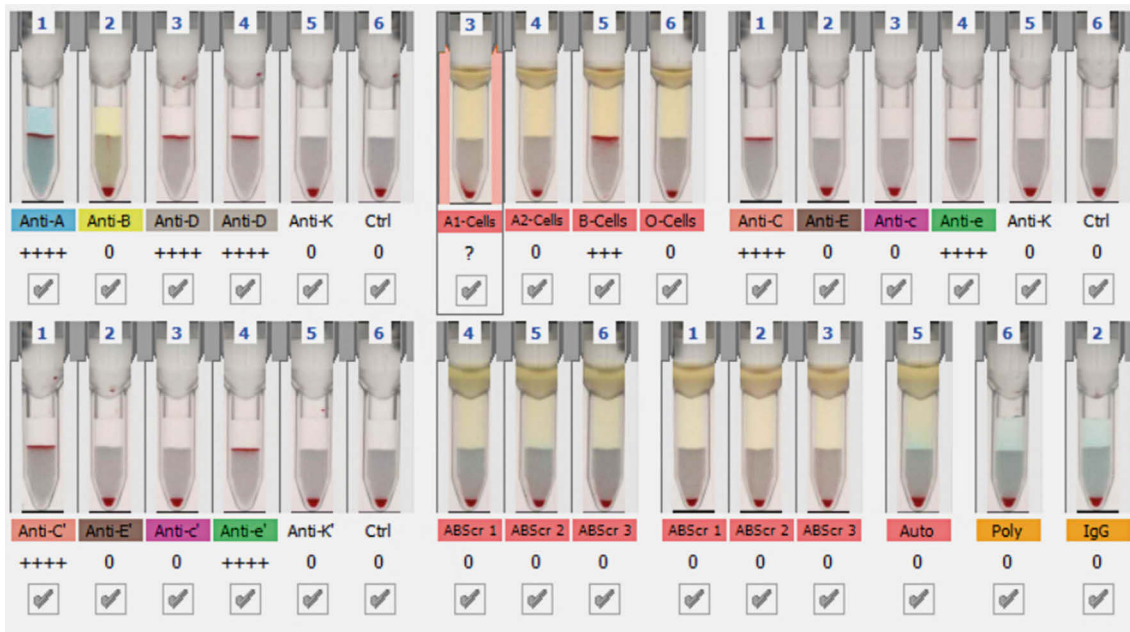 1 2 3 4 5 6 3 4 5 6 1 2 3 4 5 6
Anti-A Anti-B Anti-D Anti-D Anti-K Ctrl A1-Cells A2-Cells B-Cells O-Cells Anti-C Anti-E Anti-c Anti-e Anti-K Ctrl
++++ 0 ++++ ++++ 0 0 ? 0 +++ 0 ++++ 0 0 ++++ 0 0
1 2 3 4 5 6 4 5 6 1 2 3 5 6 2
Anti-C' Anti-E' Anti-c' Anti-e' Anti-K' Ctrl ABScr 1 ABScr 2 ABScr 3 ABScr 1 ABScr 2 ABScr 3 Auto Poly IgG
++++ 0 0 ++++ 0 0 0 0 0 0 0 0 0 0 0